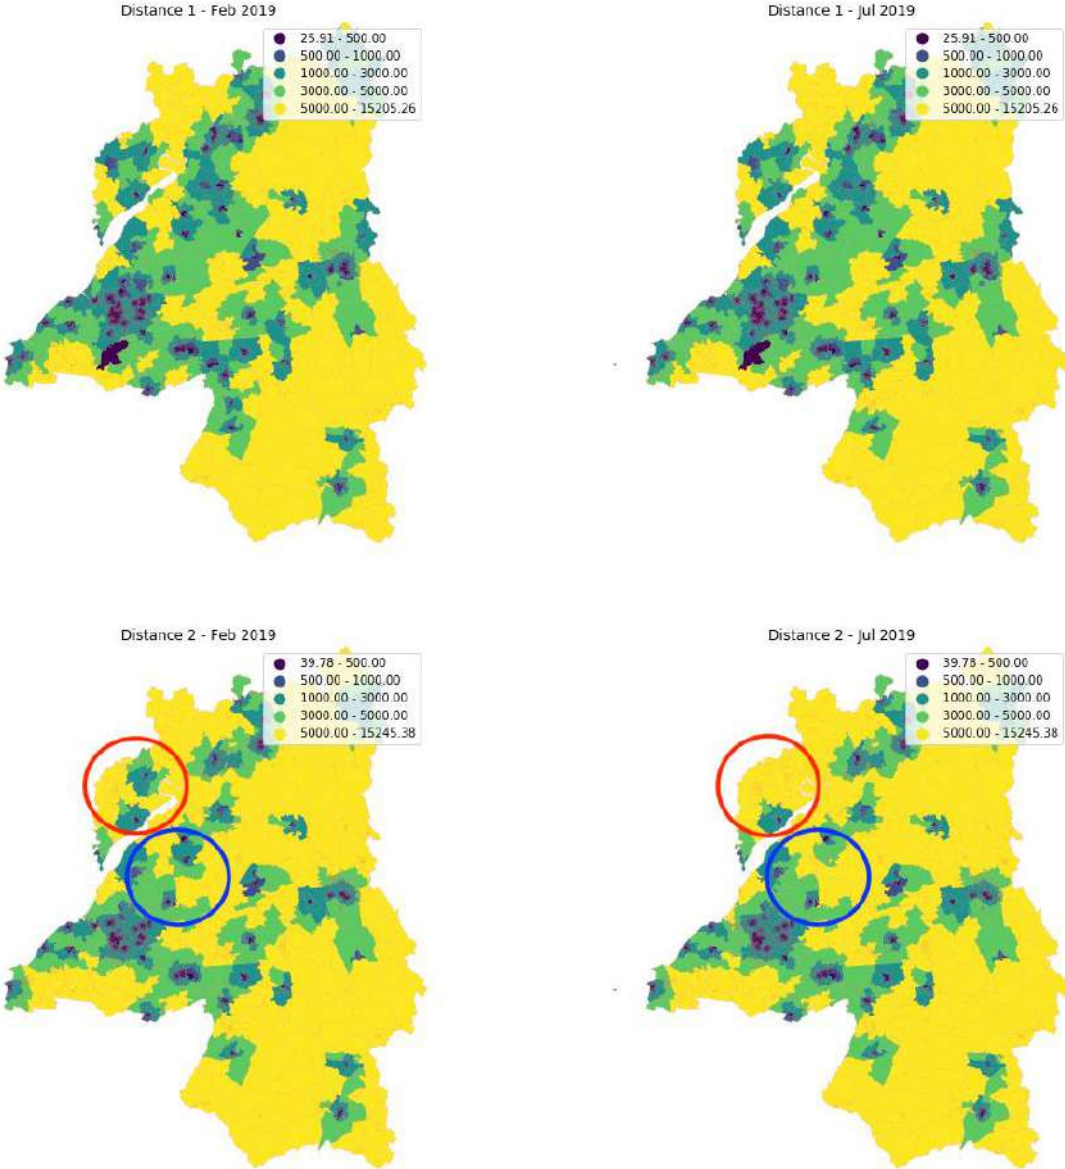 Distance 1 - Feb 2019
25.91 - 500.00
500.00 - 1000.00
1000.00 - 3000.00
3000.00 - 5000.00
5000.00 - 15205.26
Distance 1 - Jul 2019
25.91 - 500.00
500.00 - 1000.00
1000.00 - 3000.00
3000.00 - 5000.00
5000.00 - 15205.26
Distance 2 - Feb 2019
39.78 - 500.00
500.00 - 1000.00
1000.00 - 3000.00
3000.00 - 5000.00
5000.00 - 15245.38
Distance 2 - Jul 2019
39.78 - 500.00
500.00 - 1000.00
1000.00 - 3000.00
3000.00 - 5000.00
5000.00 - 15245.38